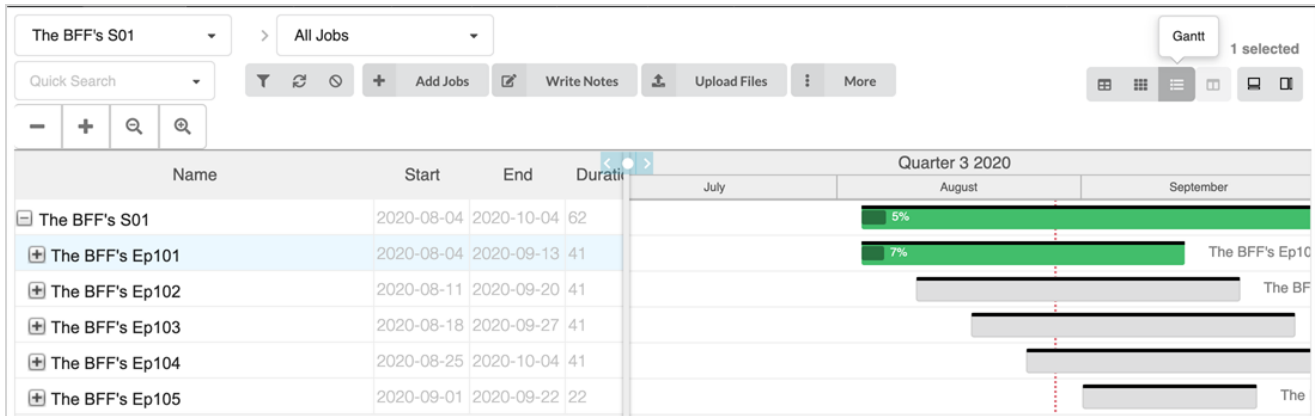 The BFF's S01
All Jobs
Gantt
1 selected
Quick Search
Add Jobs
Write Notes
Upload Files
More
Name
Start
End
Duratio
Quarter 3 2020
July
August
September
The BFF's S01 2020-08-04 2020-10-04 62 5%
The BFF's Ep101 2020-08-04 2020-09-13 41 7% The BFF's Ep10
The BFF's Ep102 2020-08-11 2020-09-20 41 The BF
The BFF's Ep103 2020-08-18 2020-09-27 41
The BFF's Ep104 2020-08-25 2020-10-04 41
The BFF's Ep105 2020-09-01 2020-09-22 22 The